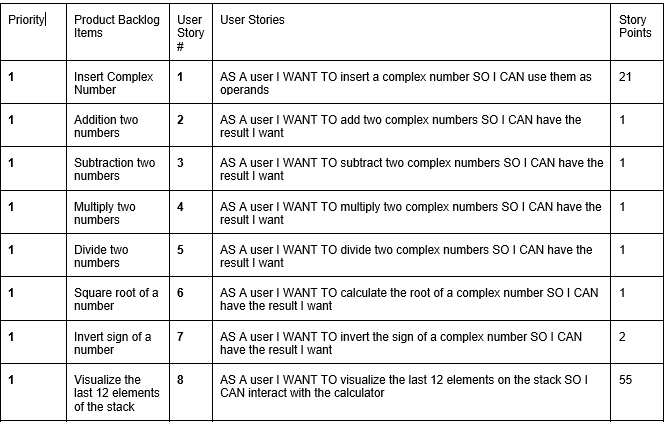 Priority Product Backlog User User Stories Story
Items Story Points
#
1 Insert Complex 1 AS A user I WANT TO insert a complex number SO I CAN use them as 21
Number operands
1 Addition two 2 AS A user I WANT TO add two complex numbers SO I CAN have the 1
numbers result I want
1 Subtraction two 3 AS A user I WANT TO subtract two complex numbers SO I CAN have the 1
numbers result I want
1 Multiply two 4 AS A user I WANT TO multiply two complex numbers SO I CAN have the 1
numbers result I want
1 Divide two 5 AS A user I WANT TO divide two complex numbers SO I CAN have the 1
numbers result I want
1 Square root of a 6 AS A user I WANT TO calculate the root of a complex number SO I CAN 1
number have the result I want
1 Invert sign of a 7 AS A user I WANT TO invert the sign of a complex number SO I CAN 2
number have the result I want
1 Visualize the 8 AS A user I WANT TO visualize the last 12 elements on the stack SO I 55
last 12 elements CAN interact with the calculator
of the stack